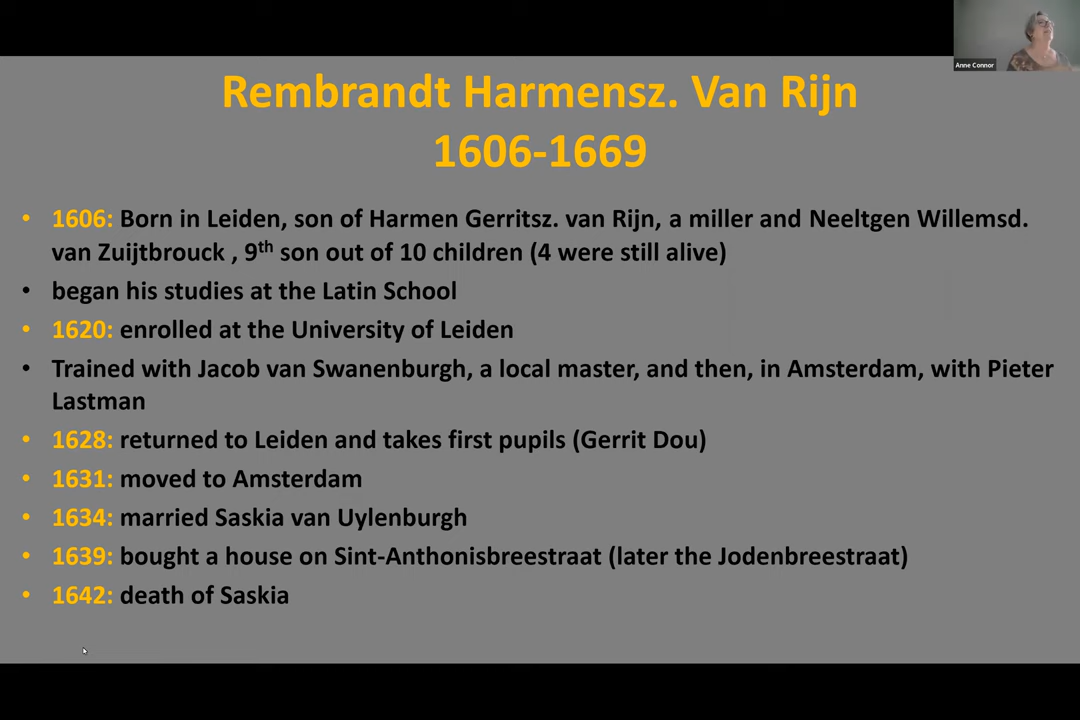 Anne Connor
Rembrandt Harmensz. Van Rijn
1606-1669
• 1606: Born in Leiden, son of Harmen Gerritsz. van Rijn, a miller and Neeltgen Willemsd.
van Zuijtbrouck , 9th son out of 10 children (4 were still alive)
• began his studies at the Latin School
• 1620: enrolled at the University of Leiden
• Trained with Jacob van Swanenburgh, a local master, and then, in Amsterdam, with Pieter
Lastman
• 1628: returned to Leiden and takes first pupils (Gerrit Dou)
• 1631: moved to Amsterdam
• 1634: married Saskia van Uylenburgh
• 1639: bought a house on Sint-Anthonisbreestraat (later the Jodenbreestraat)
• 1642: death of Saskia